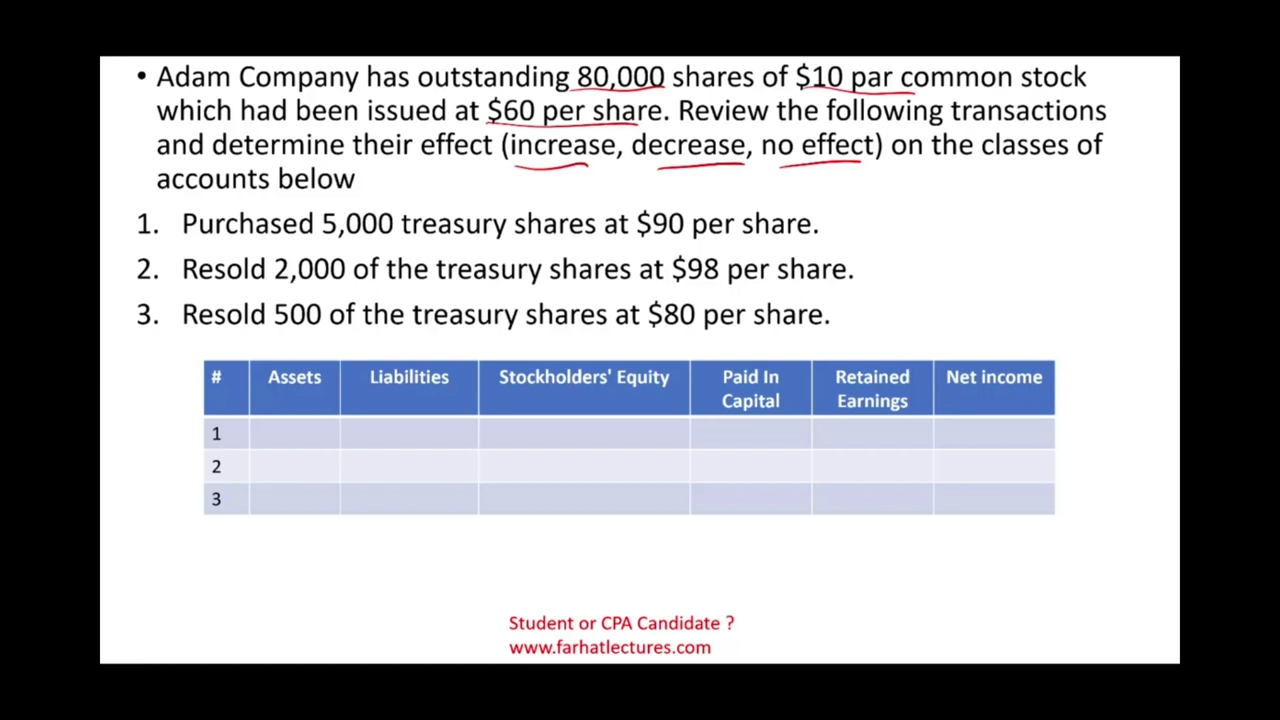 • Adam Company has outstanding 80,000 shares of $10 par common stock
which had been issued at $60 per share. Review the following transactions
and determine their effect (increase, decrease, no effect) on the classes of
accounts below
1. Purchased 5,000 treasury shares at $90 per share.
2. Resold 2,000 of the treasury shares at $98 per share.
3. Resold 500 of the treasury shares at $80 per share.
# Assets Liabilities Stockholders' Equity Paid In Retained Net income
Capital Earnings
1
2
3
Student or CPA Candidate ?
www.farhatlectures.com